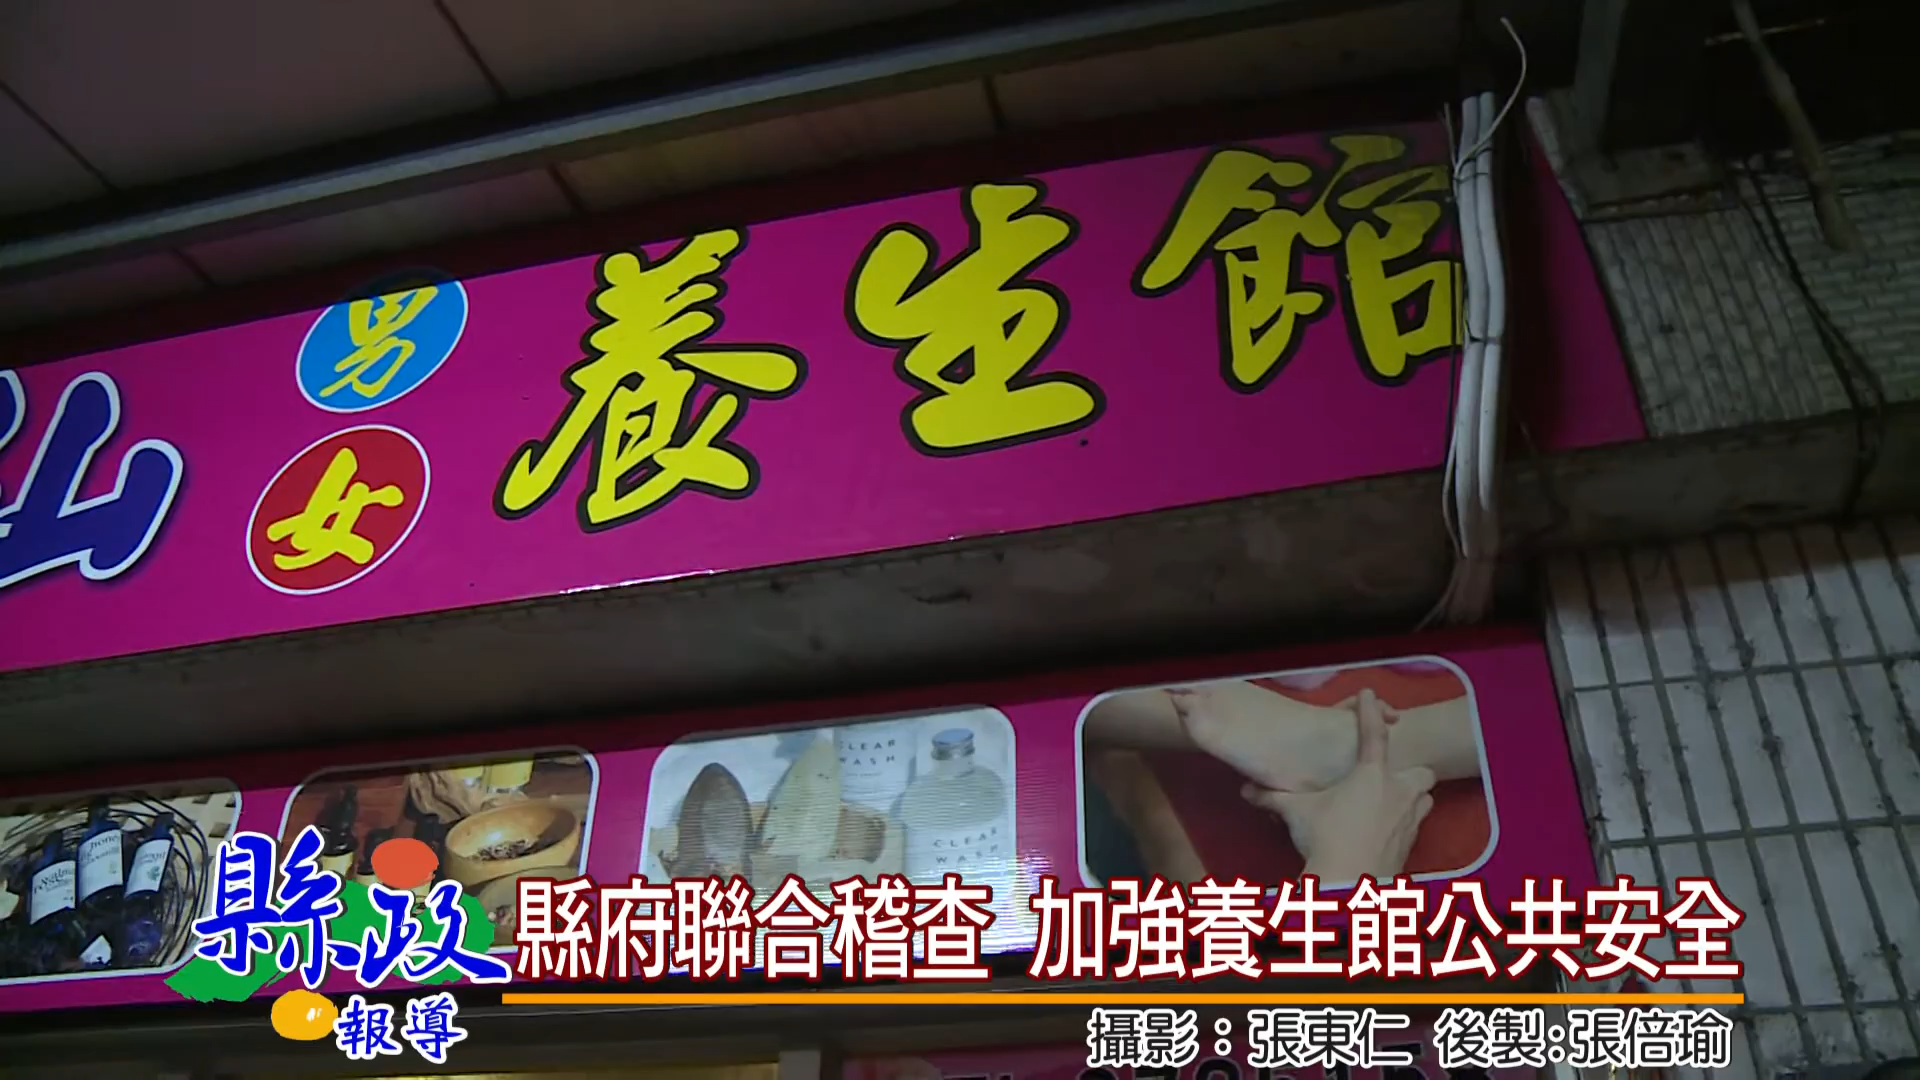 男
女
養生館
CLEAR
WASH
CLEAR
WASH
縣政
報導
縣府聯合稽查 加強養生館公共安全
攝影：張東仁 後製:張倍瑜